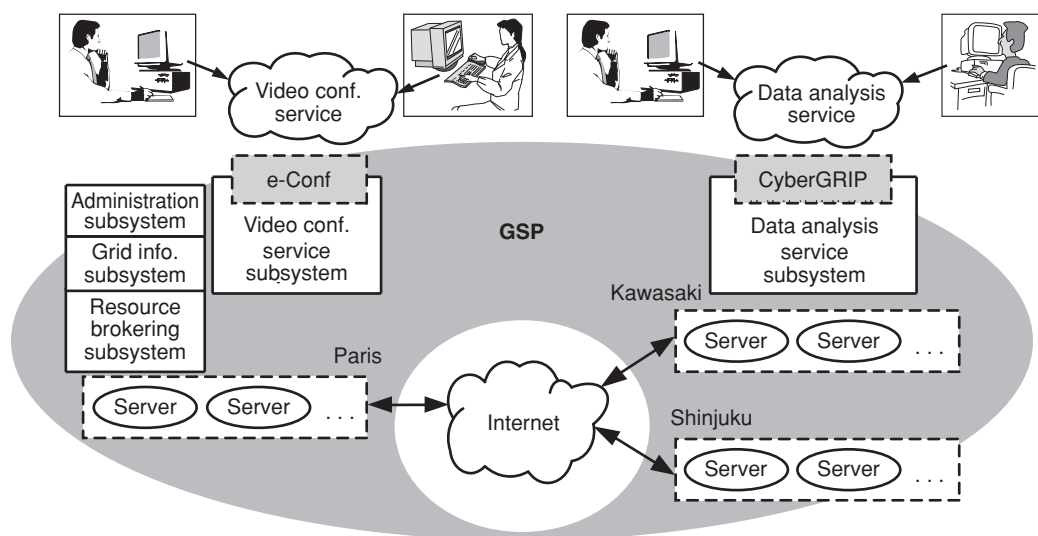 Video conf.
service
Data analysis
service
e-Conf
CyberGRIP
Administration
subsystem
Grid info.
subsystem
Resource
brokering
subsystem
Video conf.
service
subsystem
GSP
Data analysis
service
subsystem
Kawasaki
Server Server ...
Paris
Server Server ...
Internet
Shinjuku
Server Server ...